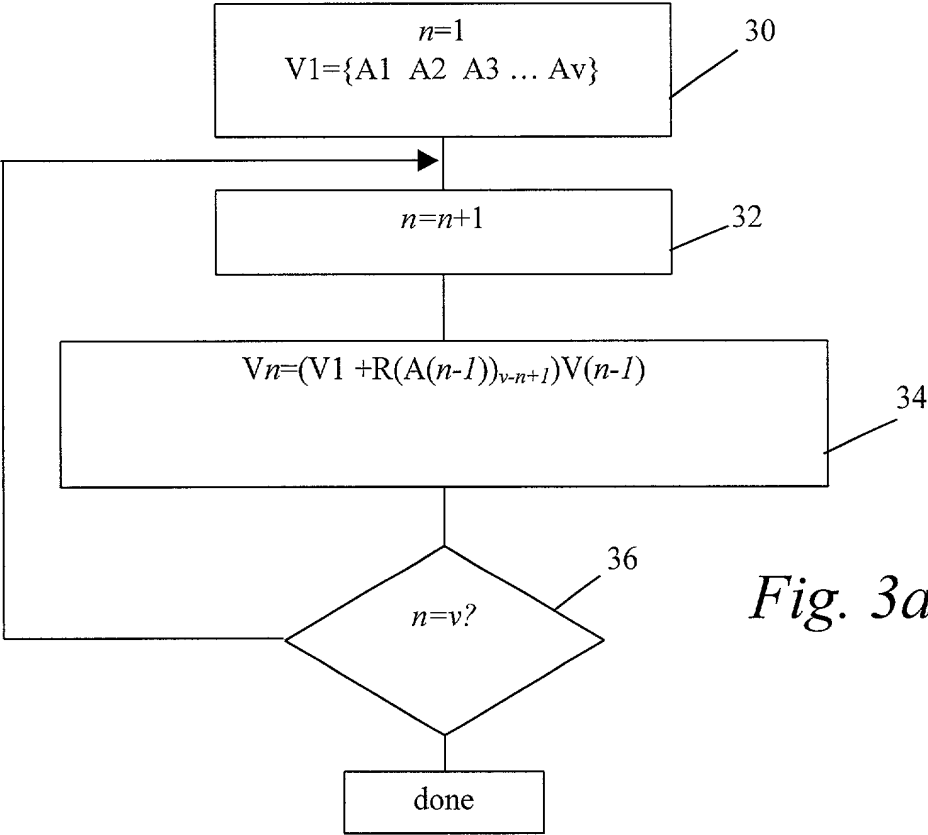 n=1
V1={A1 A2 A3 ... Av}
30
n=n+1
32
Vn=(V1 +R(A(n-1))v-n+1)V(n-1)
34
36
n=v?
Fig. 3a
done